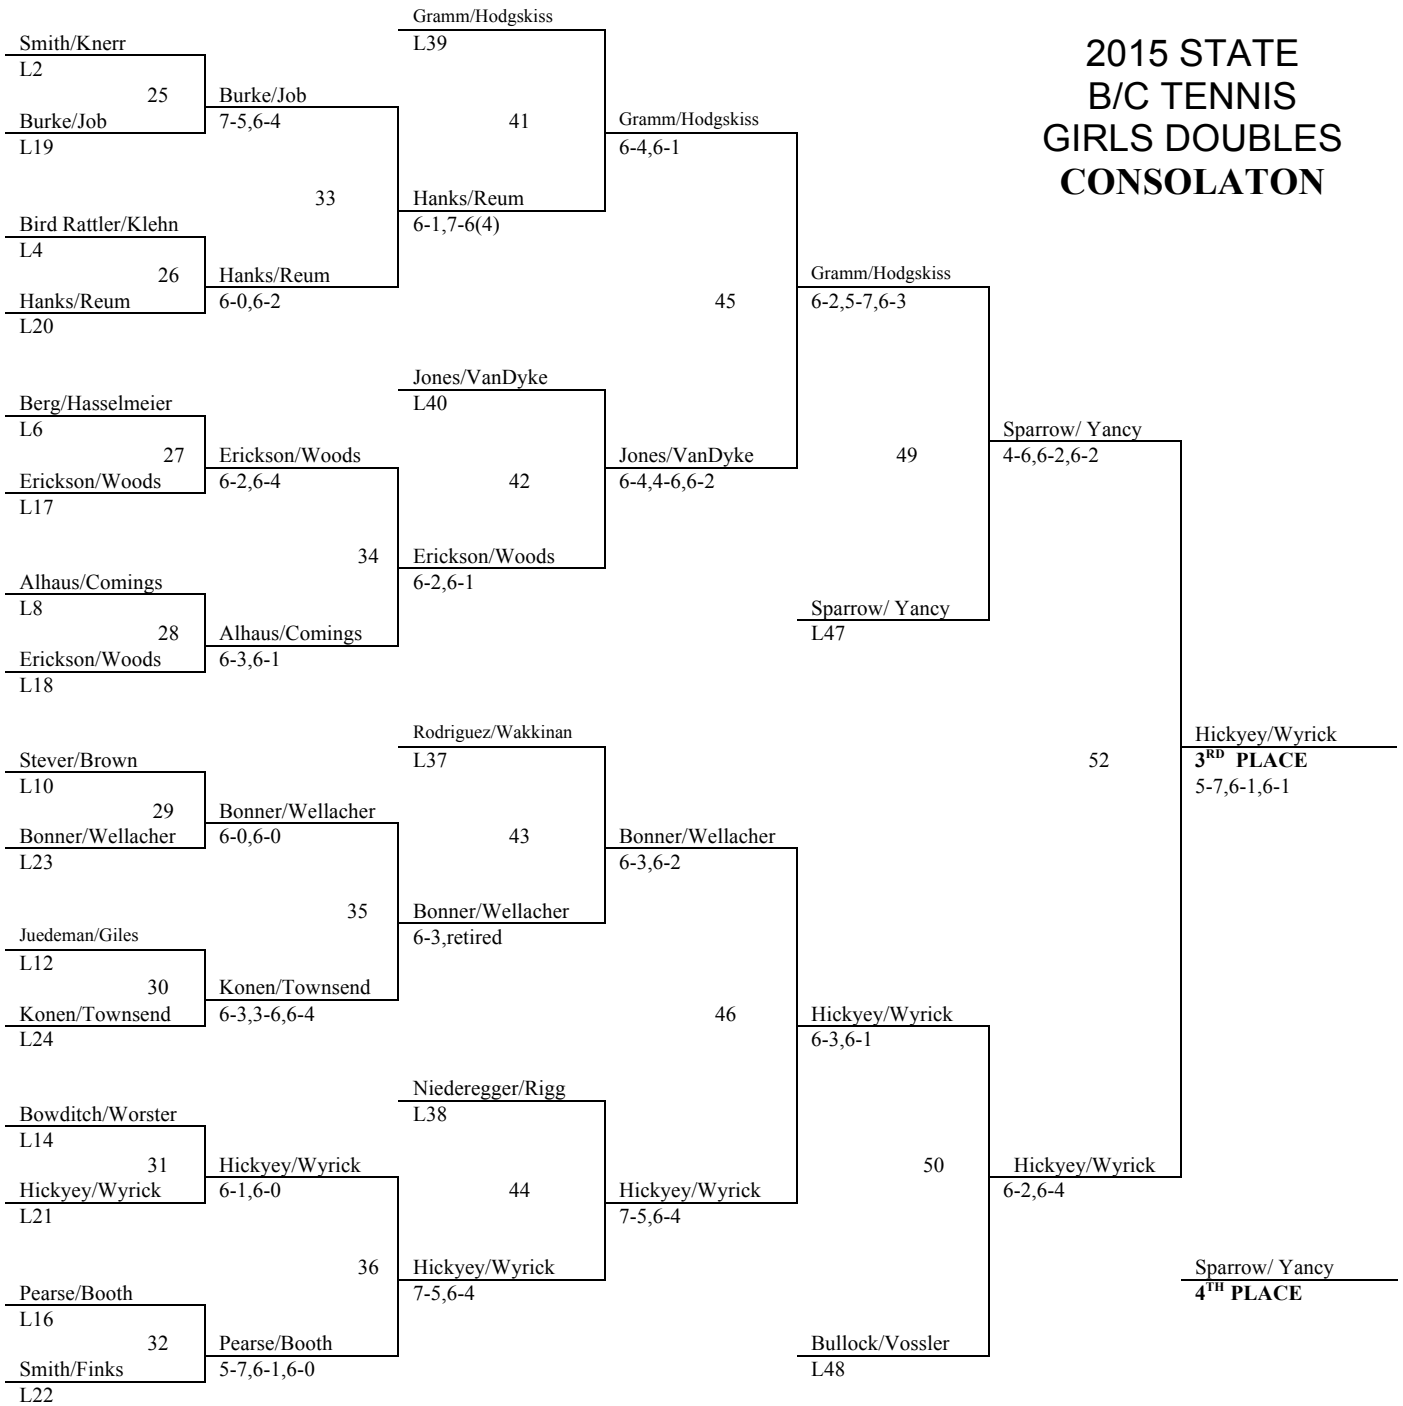 Gramm/Hodgskiss
L39
2015 STATE
B/C TENNIS
GIRLS DOUBLES
CONSOLATON
Smith/Knerr
L2
25
Burke/Job
L19
Burke/Job
7-5,6-4
33
Bird Rattler/Klehn
L4
26
Hanks/Reum
L20
Hanks/Reum
6-0,6-2
41
Hanks/Reum
6-1,7-6(4)
Gramm/Hodgskiss
6-4,6-1
45
Gramm/Hodgskiss
6-2,5-7,6-3
Jones/VanDyke
L40
Berg/Hasselmeier
L6
27
Erickson/Woods
L17
Erickson/Woods
6-2,6-4
42
Jones/VanDyke
6-4,4-6,6-2
49
Sparrow/ Yancy
4-6,6-2,6-2
34
Erickson/Woods
6-2,6-1
Alhaus/Comings
L8
28
Erickson/Woods
L18
Alhaus/Comings
6-3,6-1
Sparrow/ Yancy
L47
Rodriguez/Wakkinan
L37
52
Hickyey/Wyrick
3RD PLACE
5-7,6-1,6-1
Stever/Brown
L10
29
Bonner/Wellacher
L23
Bonner/Wellacher
6-0,6-0
43
Bonner/Wellacher
6-3,6-2
35
Bonner/Wellacher
6-3,retired
Juedeman/Giles
L12
30
Konen/Townsend
L24
Konen/Townsend
6-3,3-6,6-4
46
Hickyey/Wyrick
6-3,6-1
Niederegger/Rigg
L38
Bowditch/Worster
L14
31
Hickyey/Wyrick
L21
Hickyey/Wyrick
6-1,6-0
44
Hickyey/Wyrick
7-5,6-4
50
Hickyey/Wyrick
6-2,6-4
36
Hickyey/Wyrick
7-5,6-4
Sparrow/ Yancy
4TH PLACE
Pearse/Booth
L16
32
Smith/Finks
L22
Pearse/Booth
5-7,6-1,6-0
Bullock/Vossler
L48